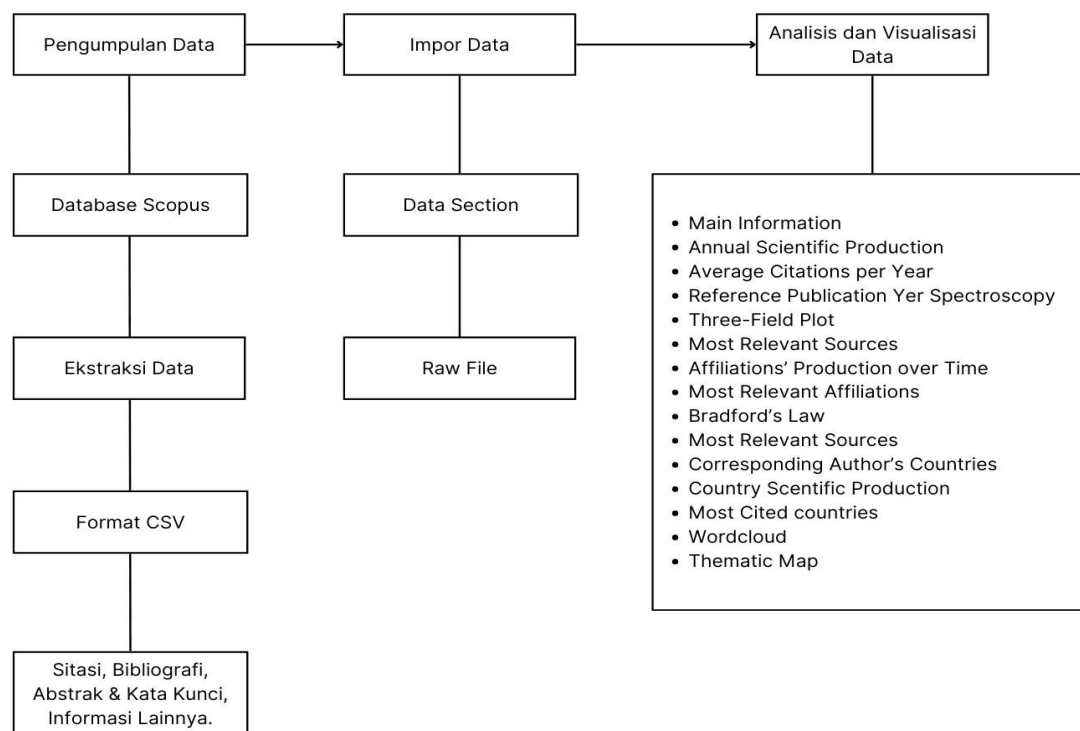 Pengumpulan Data
Impor Data
Analisis dan Visualisasi
Data
Database Scopus
Data Section
Ekstraksi Data
Raw File
Format CSV
Sitasi, Bibliografi,
Abstrak & Kata Kunci,
Informasi Lainnya.
• Main Information
• Annual Scientific Production
• Average Citations per Year
• Reference Publication Yer Spectroscopy
• Three-Field Plot
• Most Relevant Sources
• Affiliations’ Production over Time
• Most Relevant Affiliations
• Bradford’s Law
• Most Relevant Sources
• Corresponding Author’s Countries
• Country Scentific Production
• Most Cited countries
• Wordcloud
• Thematic Map